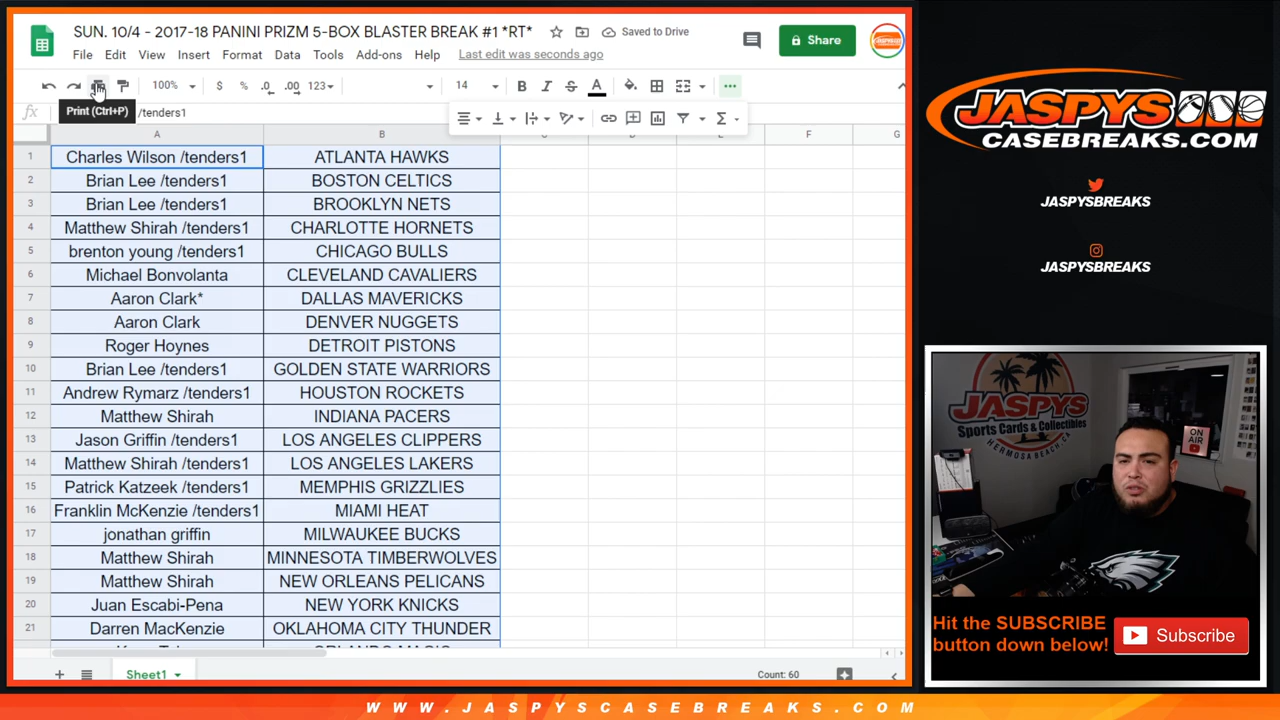 SUN. 10/4 - 2017-18 PANINI PRIZM 5-BOX BLASTER BREAK #1 *RT*
Saved to Drive
Share
File Edit View Insert Format Data Tools Add-ons Help Last edit was seconds ago
100% $ % .0 .00 123 14 B I S A
Print (Ctrl+P)
/tenders1
A B C D E F G
1 Charles Wilson /tenders1 ATLANTA HAWKS
2 Brian Lee /tenders1 BOSTON CELTICS
3 Brian Lee /tenders1 BROOKLYN NETS
4 Matthew Shirah /tenders1 CHARLOTTE HORNETS
5 brenton young /tenders1 CHICAGO BULLS
6 Michael Bonvolanta CLEVELAND CAVALIERS
7 Aaron Clark* DALLAS MAVERICKS
8 Aaron Clark DENVER NUGGETS
9 Roger Hoynes DETROIT PISTONS
10 Brian Lee /tenders1 GOLDEN STATE WARRIORS
11 Andrew Rymarz /tenders1 HOUSTON ROCKETS
12 Matthew Shirah INDIANA PACERS
13 Jason Griffin /tenders1 LOS ANGELES CLIPPERS
14 Matthew Shirah /tenders1 LOS ANGELES LAKERS
15 Patrick Katzeek /tenders1 MEMPHIS GRIZZLIES
16 Franklin McKenzie /tenders1 MIAMI HEAT
17 jonathan griffin MILWAUKEE BUCKS
18 Matthew Shirah MINNESOTA TIMBERWOLVES
19 Matthew Shirah NEW ORLEANS PELICANS
20 Juan Escabi-Pena NEW YORK KNICKS
21 Darren MacKenzie OKLAHOMA CITY THUNDER
Sheet1
Count: 60
JASPYS
CASEBREAKS.COM
JASPYSBREAKS
JASPYSBREAKS
JASPYS
Sports Cards & Collectibles
HERMOSA BEACH, CA
ON AIR
Hit the SUBSCRIBE
button down below!
Subscribe
WWW.JASPYSCASEBREAKS.COM